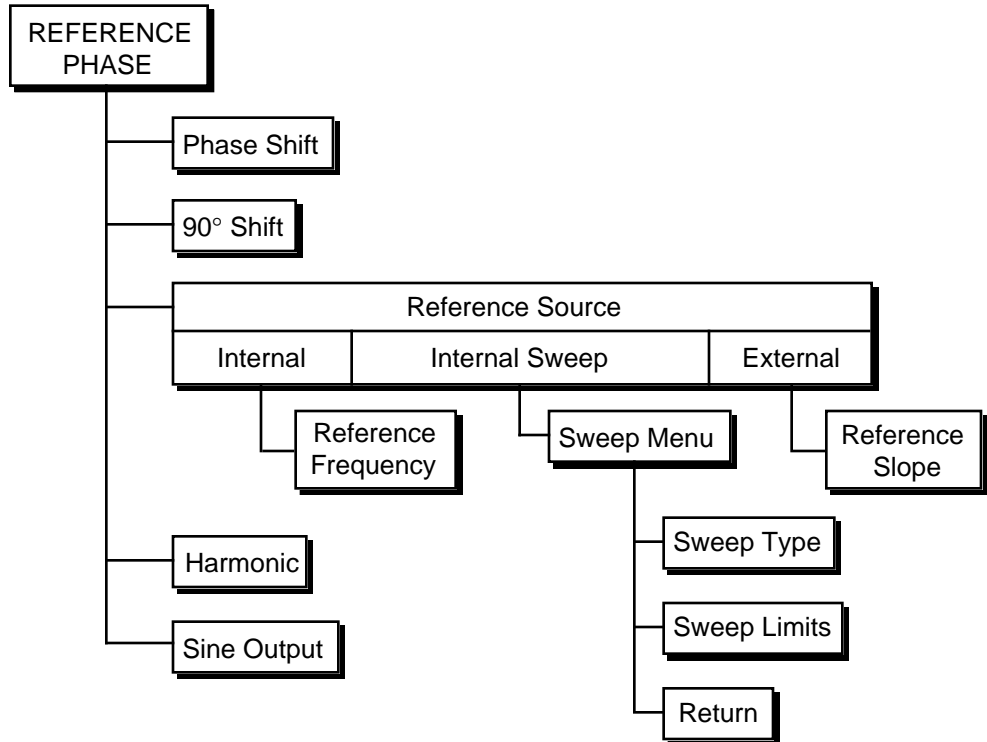 REFERENCE
PHASE
Phase Shift
90° Shift
Reference Source
Internal
Internal Sweep
External
Reference
Frequency
Sweep Menu
Reference
Slope
Sweep Type
Harmonic
Sweep Limits
Sine Output
Return